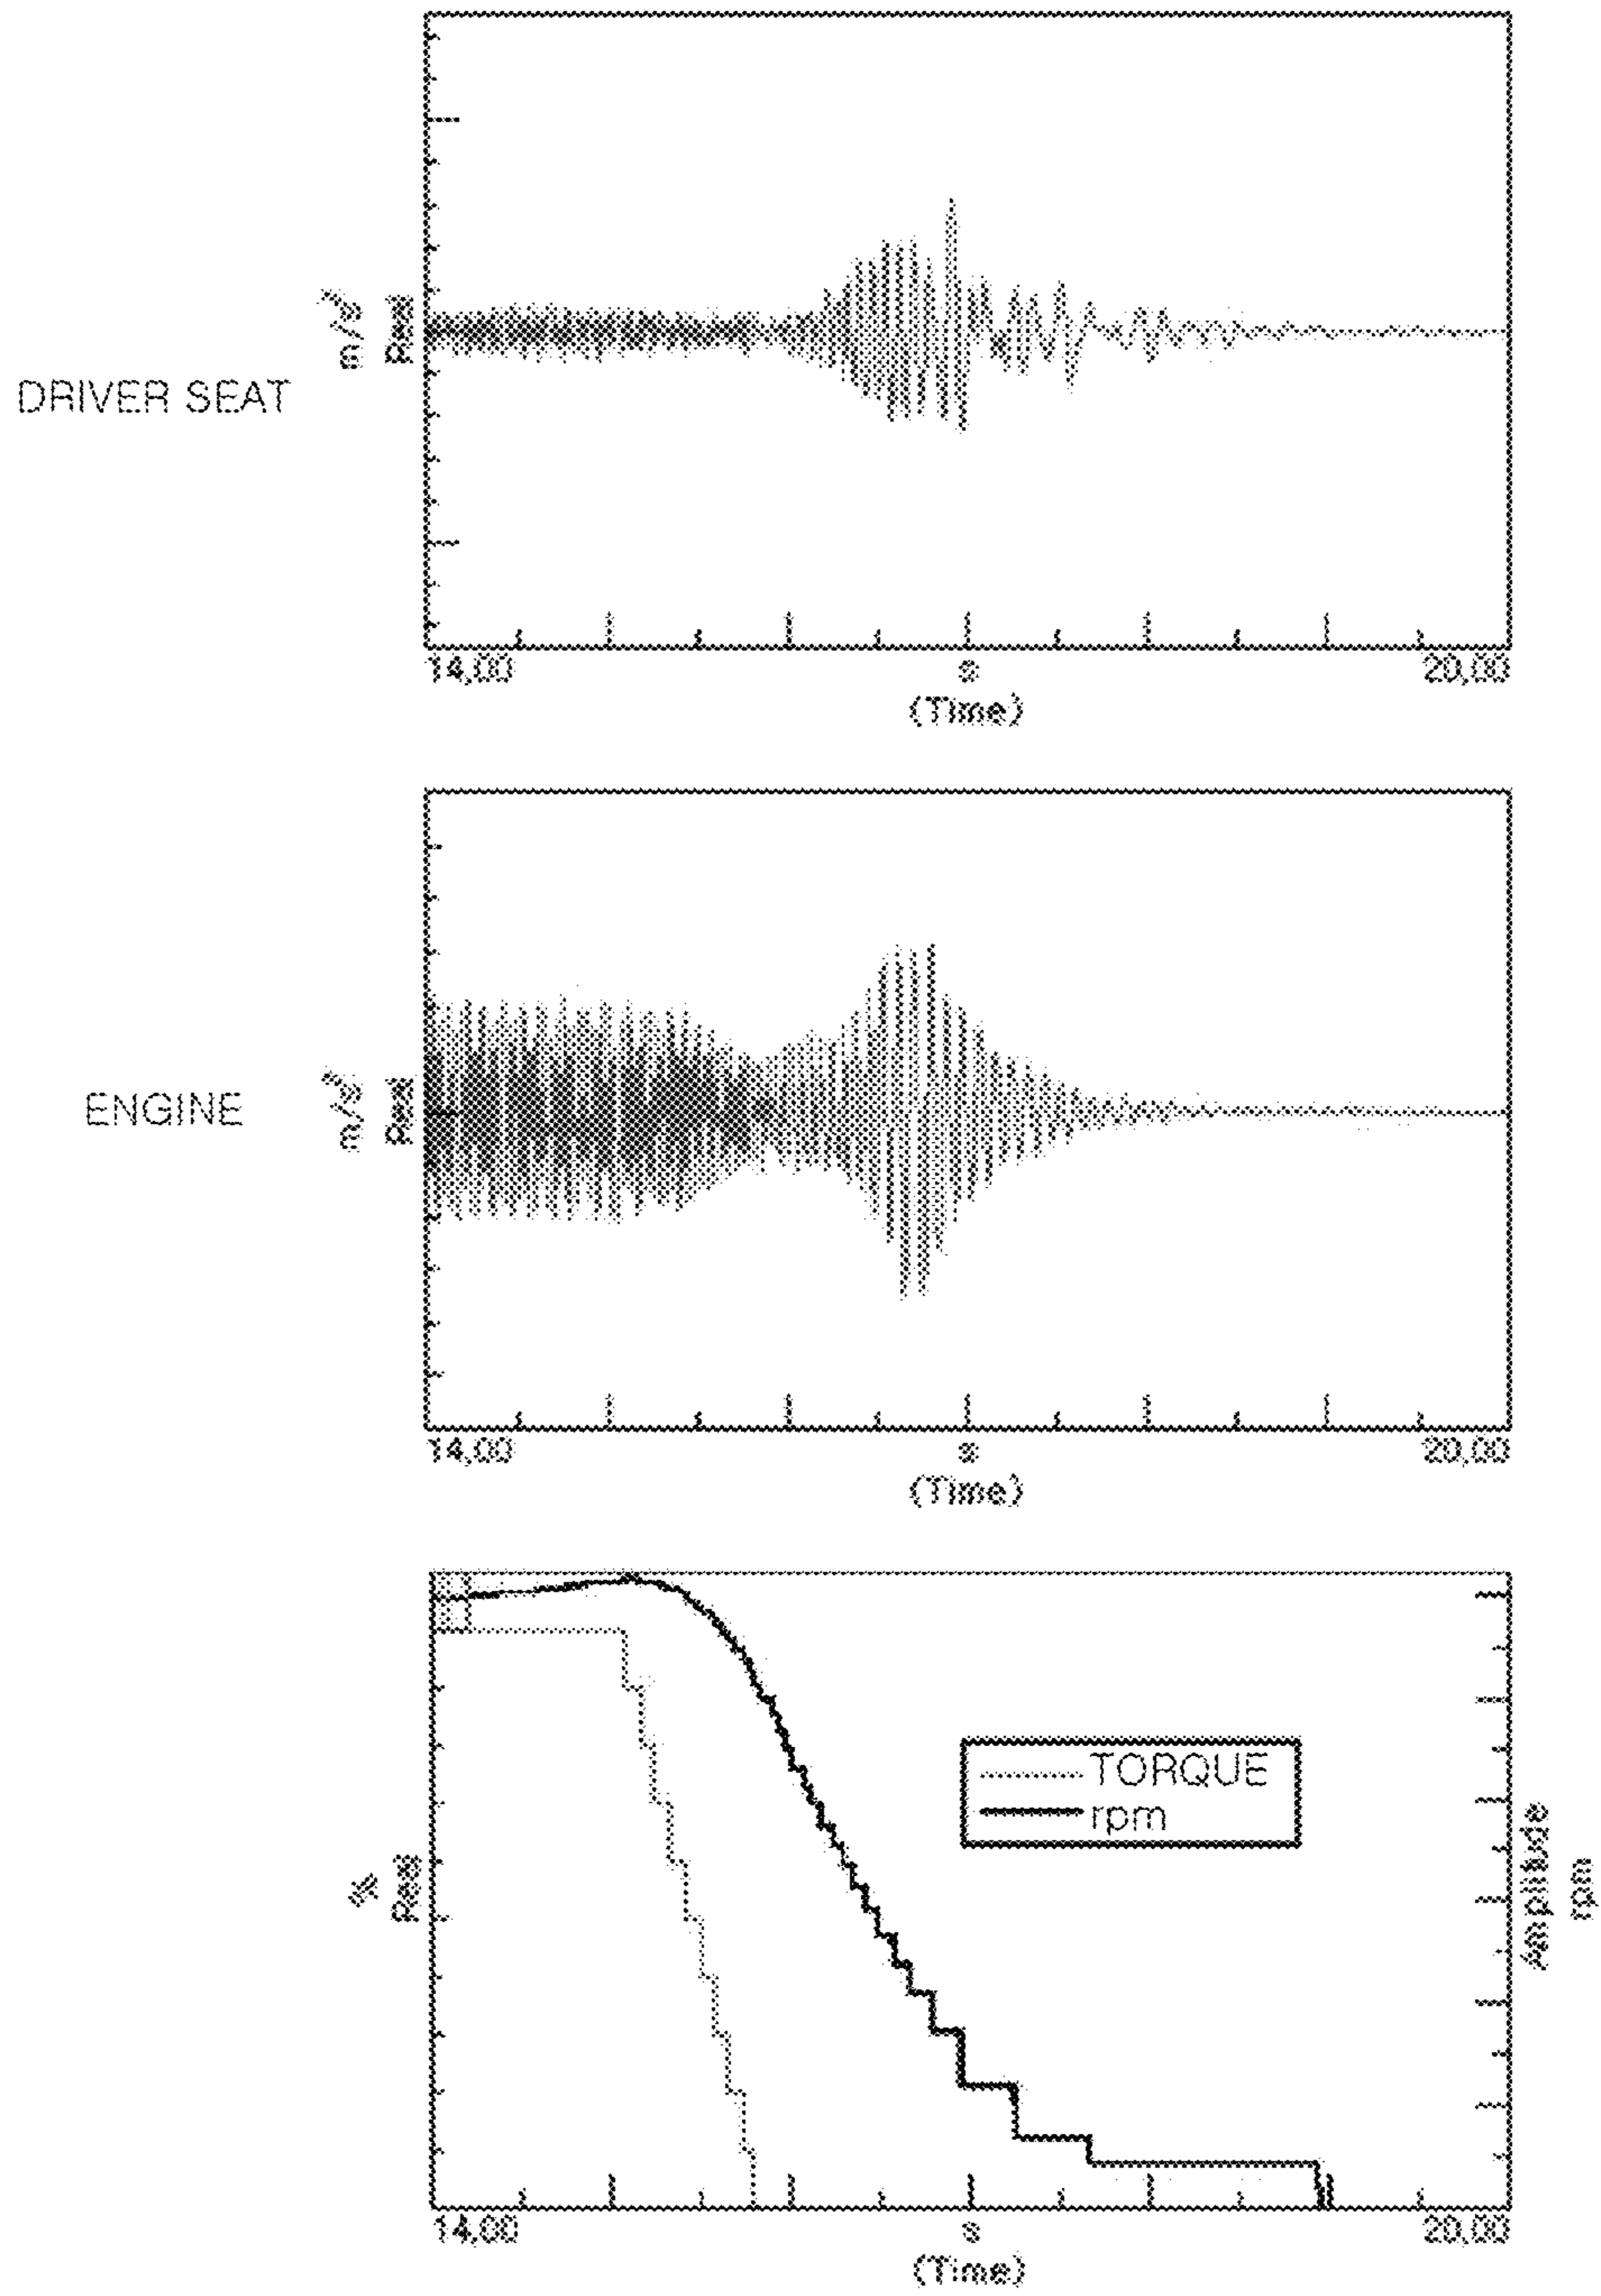 DRIVER SEAT
m/s²
Real
14,00
s
20,00
(Time)
ENGINE
m/s²
Real
14,00
s
20,00
(Time)
%
Real
TORQUE
rpm
Amplitude
rpm
14,00
s
20,00
(Time)